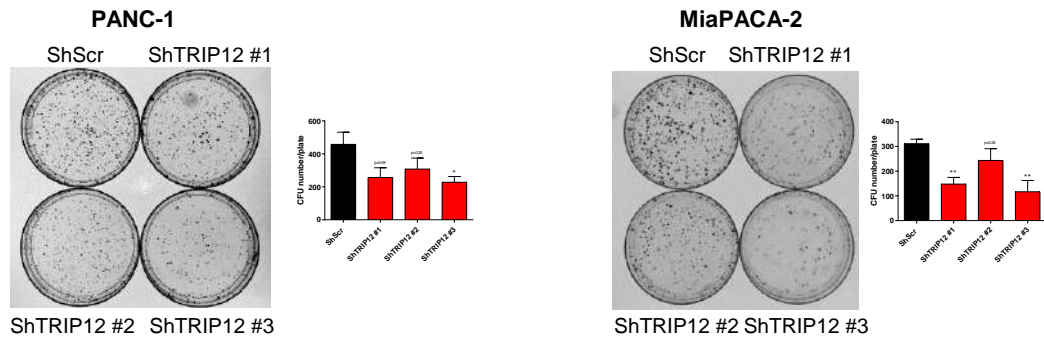 PANC-1
ShScr ShTRIP12 #1
ShTRIP12 #2 ShTRIP12 #3
CFU number/plate
600
400
200
0
*
ShScr
ShTRIP12 #1
ShTRIP12 #2
ShTRIP12 #3
MiaPACA-2
ShScr ShTRIP12 #1
ShTRIP12 #2 ShTRIP12 #3
CFU number/plate
400
300
200
100
0
**
**
ShScr
ShTRIP12 #1
ShTRIP12 #2
ShTRIP12 #3